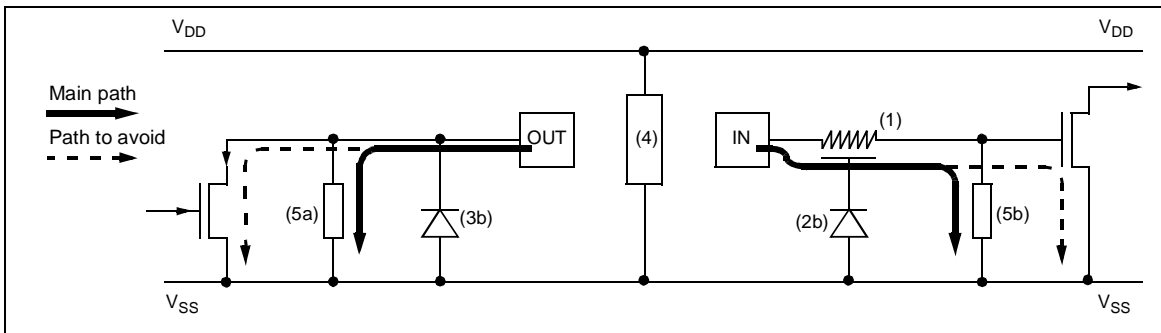 VDD
VDD
Main path
Path to avoid
OUT
(4)
IN
(1)
(5a)
(3b)
(2b)
(5b)
VSS
VSS